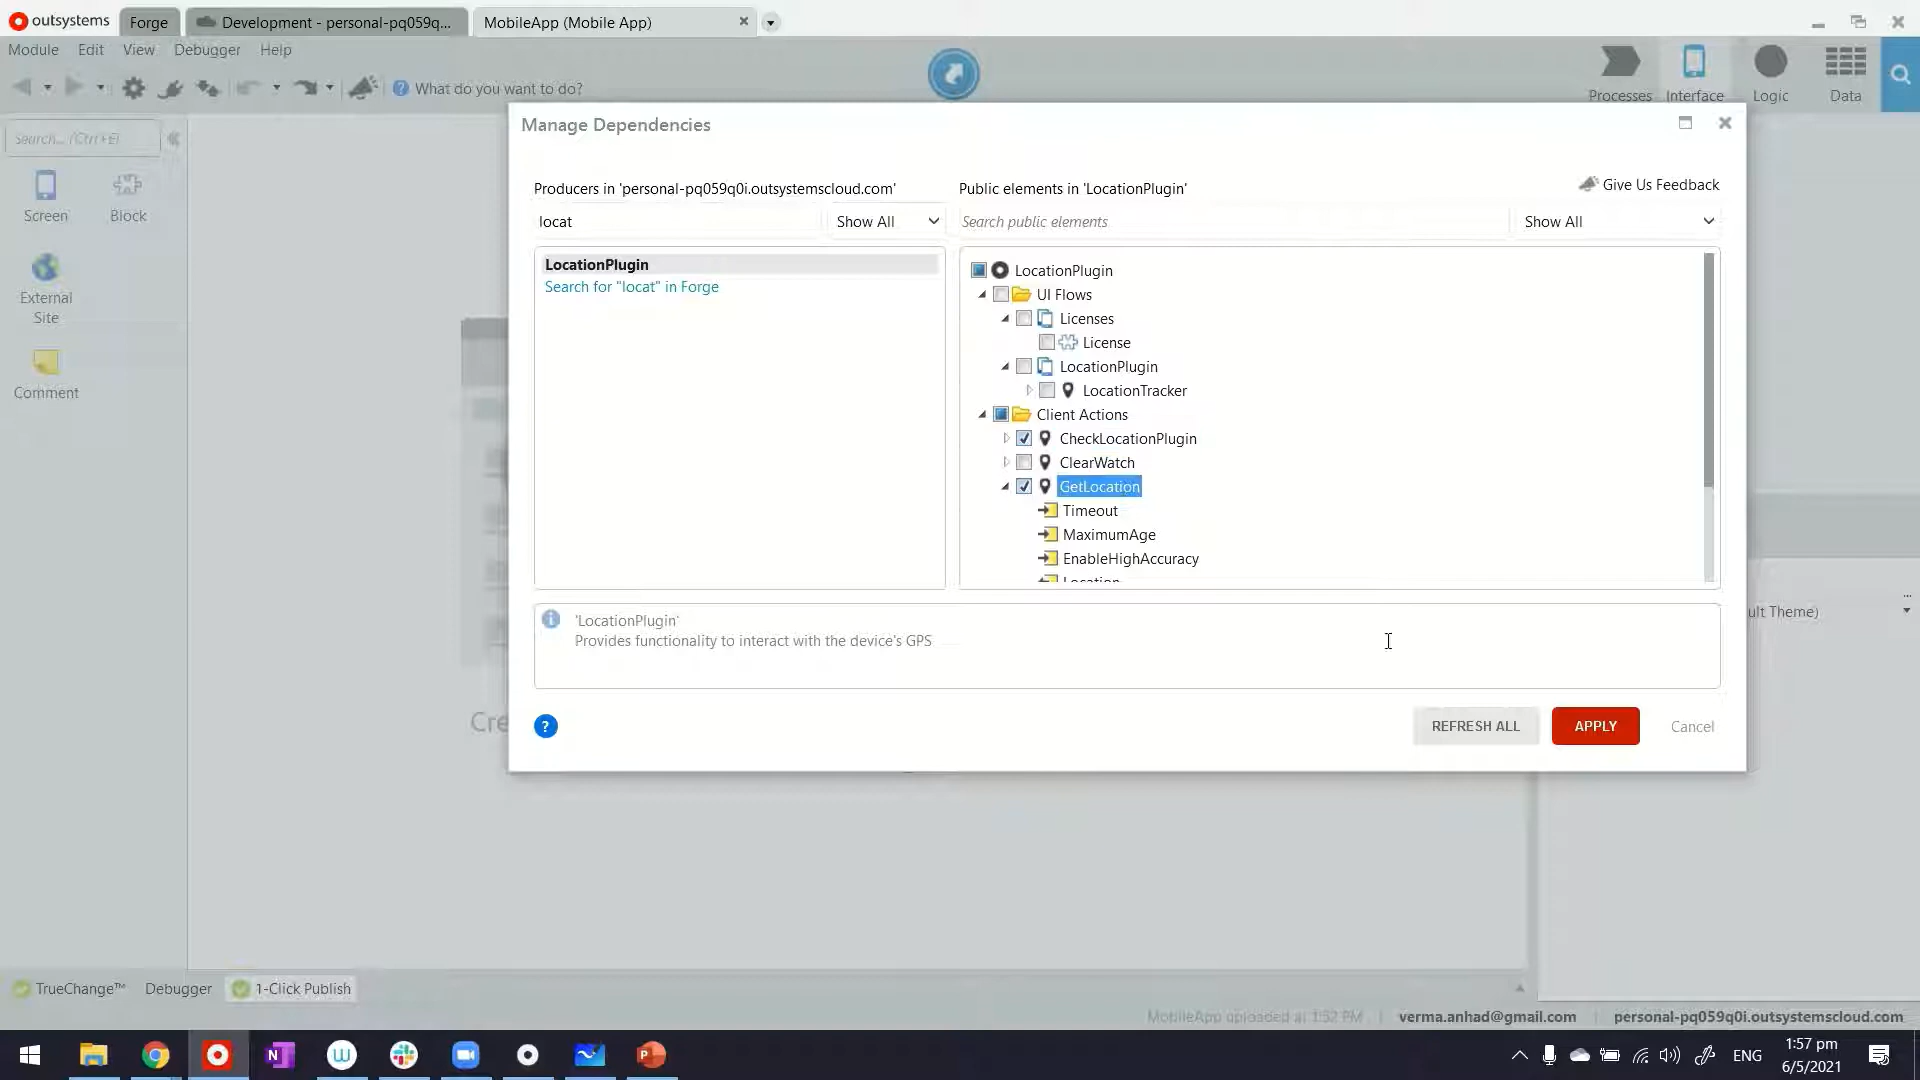 outsystems
Forge
Development - personal-pq059q...
MobileApp (Mobile App)
Module Edit View Debugger Help
What do you want to do?
Processes
Interface
Logic
Data
Search... (Ctrl+E)
Screen
Block
External
Site
Comment
Manage Dependencies
Give Us Feedback
Producers in 'personal-pq059q0i.outsystemscloud.com'
locat
Show All
LocationPlugin
Search for "locat" in Forge
Public elements in 'LocationPlugin'
Search public elements
Show All
LocationPlugin
UI Flows
Licenses
License
LocationPlugin
LocationTracker
Client Actions
CheckLocationPlugin
ClearWatch
GetLocation
Timeout
MaximumAge
EnableHighAccuracy
Location
'LocationPlugin'
Provides functionality to interact with the device's GPS
REFRESH ALL
APPLY
Cancel
Cre
ult Theme)
TrueChange™
Debugger
1-Click Publish
MobileApp uploaded at 1:52 PM
verma.anhad@gmail.com
personal-pq059q0i.outsystemscloud.com
ENG
1:57 pm
6/5/2021